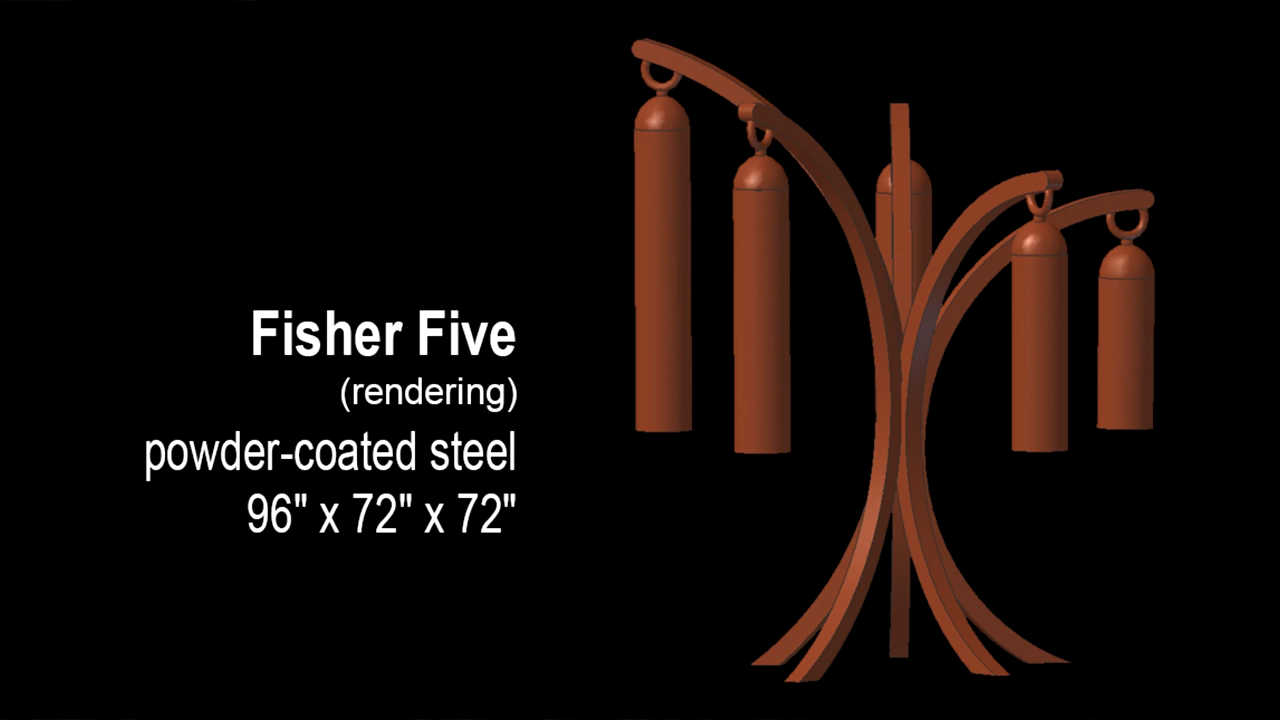 Fisher Five
(rendering)
powder-coated steel
96" x 72" x 72"